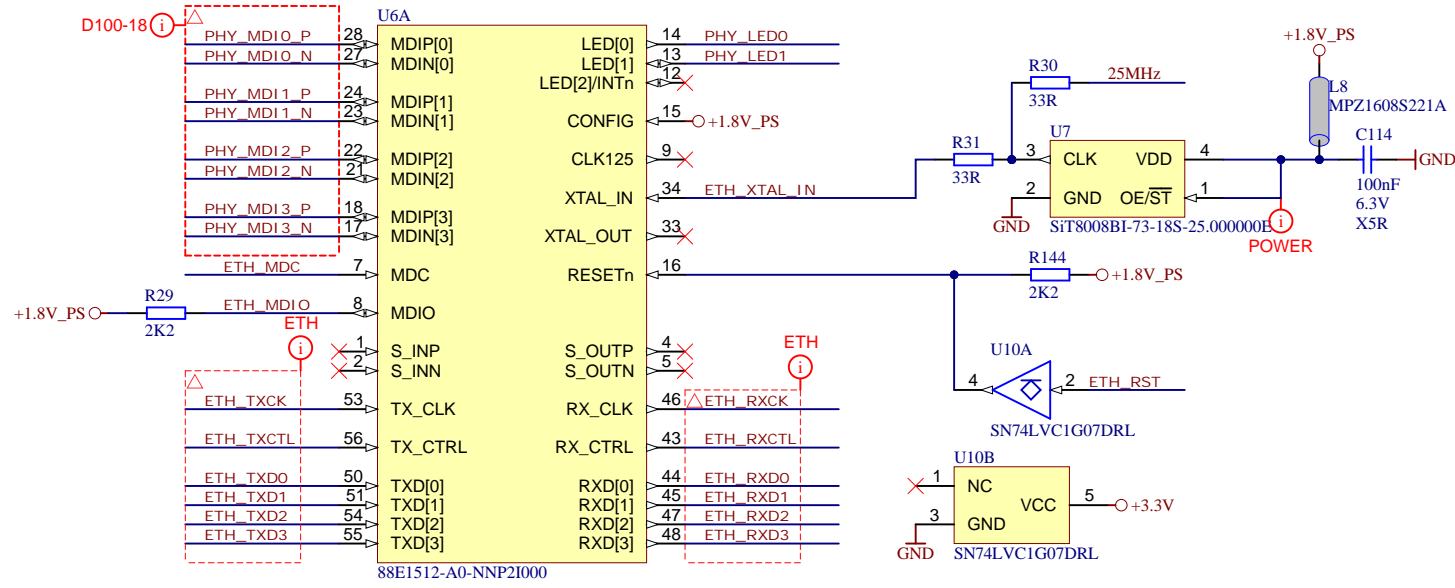 D100-18 i
U6A
PHY_MDI0_P 28 MDIP[0]
PHY_MDI0_N 27 MDIN[0]
PHY_MDI1_P 24 MDIP[1]
PHY_MDI1_N 23 MDIN[1]
PHY_MDI2_P 22 MDIP[2]
PHY_MDI2_N 21 MDIN[2]
PHY_MDI3_P 18 MDIP[3]
PHY_MDI3_N 17 MDIN[3]
ETH_MDC 7 MDC
+1.8V_PS R29 2K2 ETH_MDIO 8 MDIO
ETH i
1 S_INP
2 S_INN
ETH_TXCK 53 TX_CLK
ETH_TXCTL 56 TX_CTRL
ETH_TXD0 50 TXD[0]
ETH_TXD1 51 TXD[1]
ETH_TXD2 54 TXD[2]
ETH_TXD3 55 TXD[3]
LED[0] 14 PHY_LED0
LED[1] 13 PHY_LED1
LED[2]/INTn 12
CONFIG 15 +1.8V_PS
CLK125 9
XTAL_IN 34 ETH_XTAL_IN
XTAL_OUT 33
RESETn 16
S_OUTP 4
S_OUTN 5
ETH i
RX_CLK 46 ETH_RXCK
RX_CTRL 43 ETH_RXCTL
RXD[0] 44 ETH_RXD0
RXD[1] 45 ETH_RXD1
RXD[2] 47 ETH_RXD2
RXD[3] 48 ETH_RXD3
88E1512-A0-NNP2I000
R30 25MHz
33R
R31
33R
U7
3 CLK VDD 4
2 GND OE/ST 1
GND
SiT8008BI-73-18S-25.000000E
i
POWER
+1.8V_PS
L8
MPZ1608S221A
C114
GND
100nF
6.3V
X5R
R144
2K2
+1.8V_PS
U10A
4 2 ETH_RST
SN74LVC1G07DRL
U10B
1 NC
VCC 5 +3.3V
3 GND
GND
SN74LVC1G07DRL